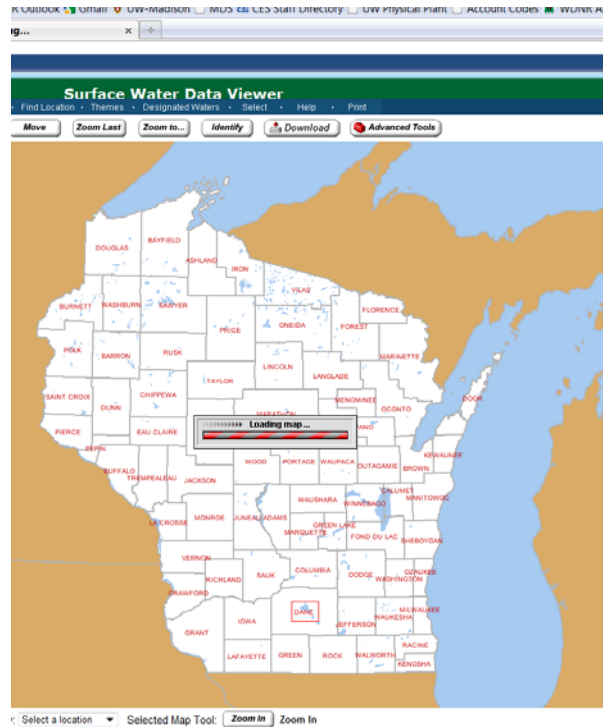 Outlook Gmail UW-Madison MDS CES Staff Directory UW Physical Plant Account Codes WDNR A
g... × +
Surface Water Data Viewer
· Find Location · Themes · Designated Waters · Select · Help · Print
Move Zoom Last Zoom to... Identify Download Advanced Tools
DOUGLAS BAYFIELD
ASHLAND IRON
VILAS
BURNETT WASHBURN SAWYER FLORENCE
PRICE ONEIDA FOREST
POLK BARRON RUSK MARINETTE
LINCOLN LANGLADE
TAYLOR
SAINT CROIX DUNN CHIPPEWA MENOMINEE OCONTO DOOR
MARATHON
Loading map...
PIERCE EAU CLAIRE ANO
PEPIN KEWAUNEE
BUFFALO WOOD PORTAGE WAUPACA OUTAGAMIE BROWN
TREMPEALEAU JACKSON
CALUMET
WAUSHARA WINNEBAGO MANITOWOC
LA CROSSE MONROE JUNEAU ADAMS
GREEN LAKE
MARQUETTE FOND DU LAC SHEBOYGAN
VERNON
COLUMBIA OZAUKEE
RICHLAND SAUK DODGE WASHINGTON
CRAWFORD
DANE MILWAUKEE
IOWA JEFFERSON WAUKESHA
GRANT
RACINE
LAFAYETTE GREEN ROCK WALWORTH
KENOSHA
Select a location Selected Map Tool: Zoom In Zoom In